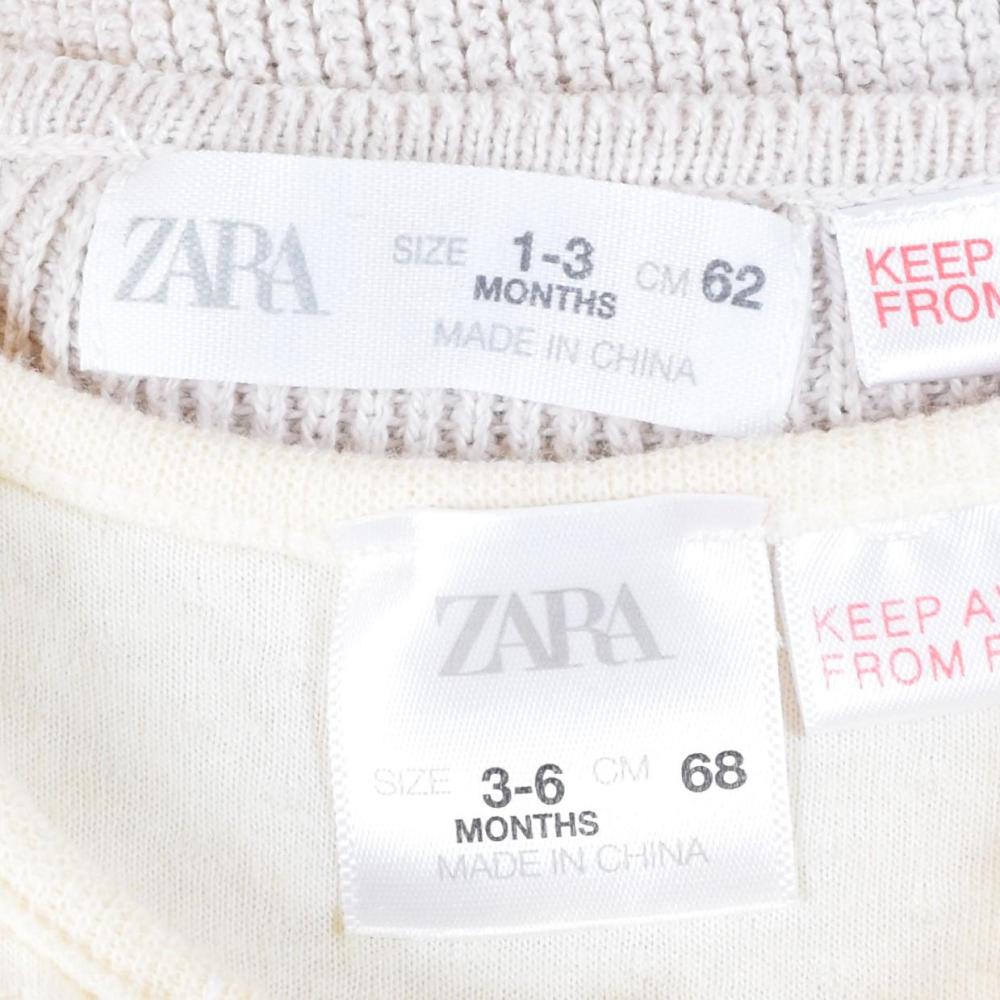 ZARA SIZE 1-3 MONTHS CM 62
MADE IN CHINA
KEEP
FROM
ZARA
SIZE 3-6 MONTHS CM 68
MADE IN CHINA
KEEP
FROM